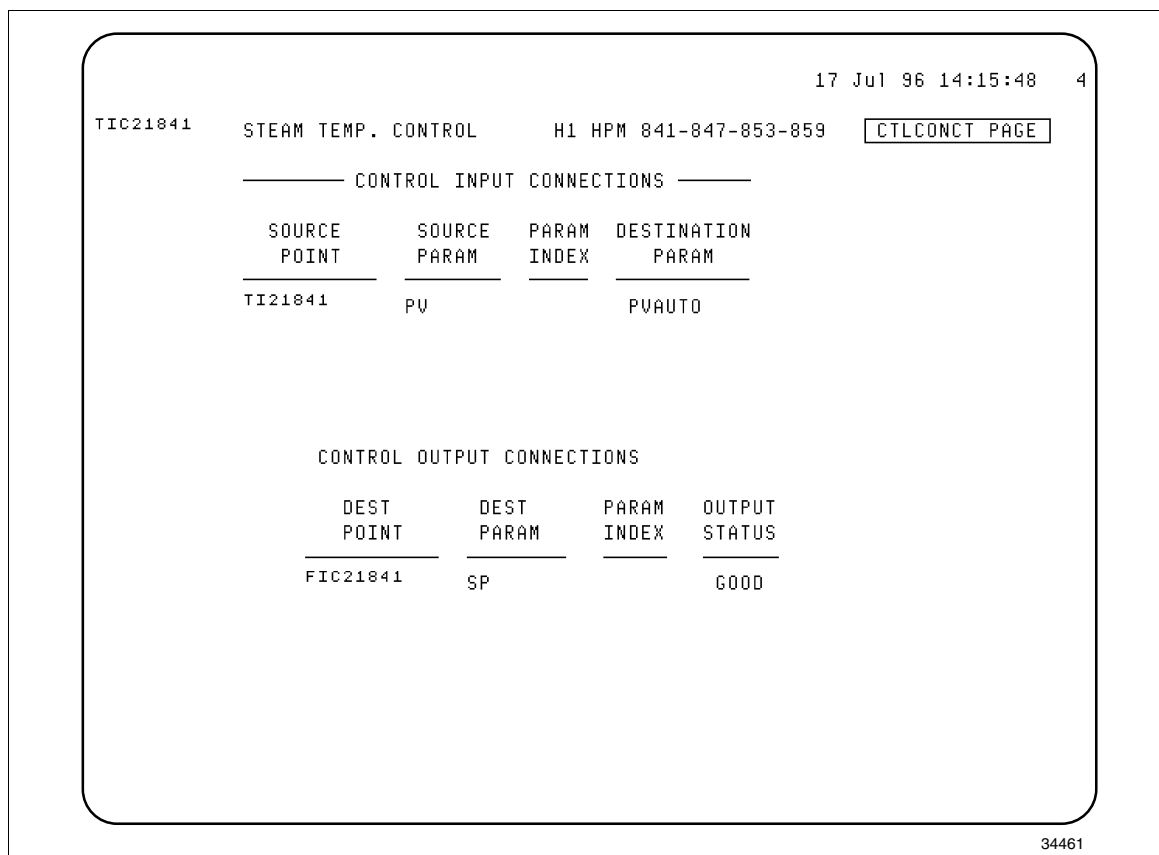 17 Jul 96 14:15:48 4
TIC21841 STEAM TEMP. CONTROL H1 HPM 841-847-853-859 CTLCONCT PAGE
CONTROL INPUT CONNECTIONS
SOURCE SOURCE PARAM DESTINATION
POINT PARAM INDEX PARAM
TI21841 PV PVAUTO
CONTROL OUTPUT CONNECTIONS
DEST DEST PARAM OUTPUT
POINT PARAM INDEX STATUS
FIC21841 SP GOOD
34461